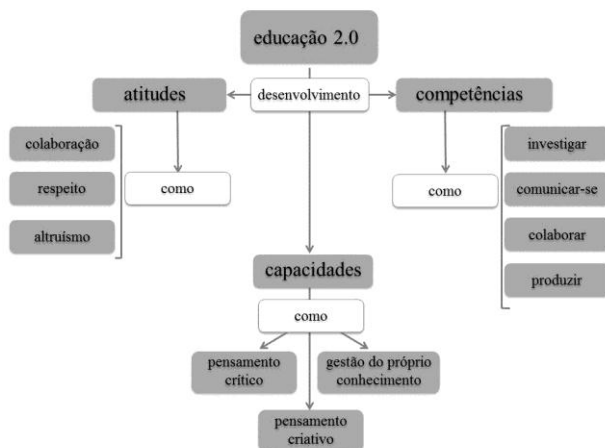 educação 2.0
desenvolvimento
atitudes
como
colaboração
respeito
altruísmo
competências
como
investigar
comunicar-se
colaborar
produzir
capacidades
como
pensamento
crítico
gestão do próprio
conhecimento
pensamento
criativo